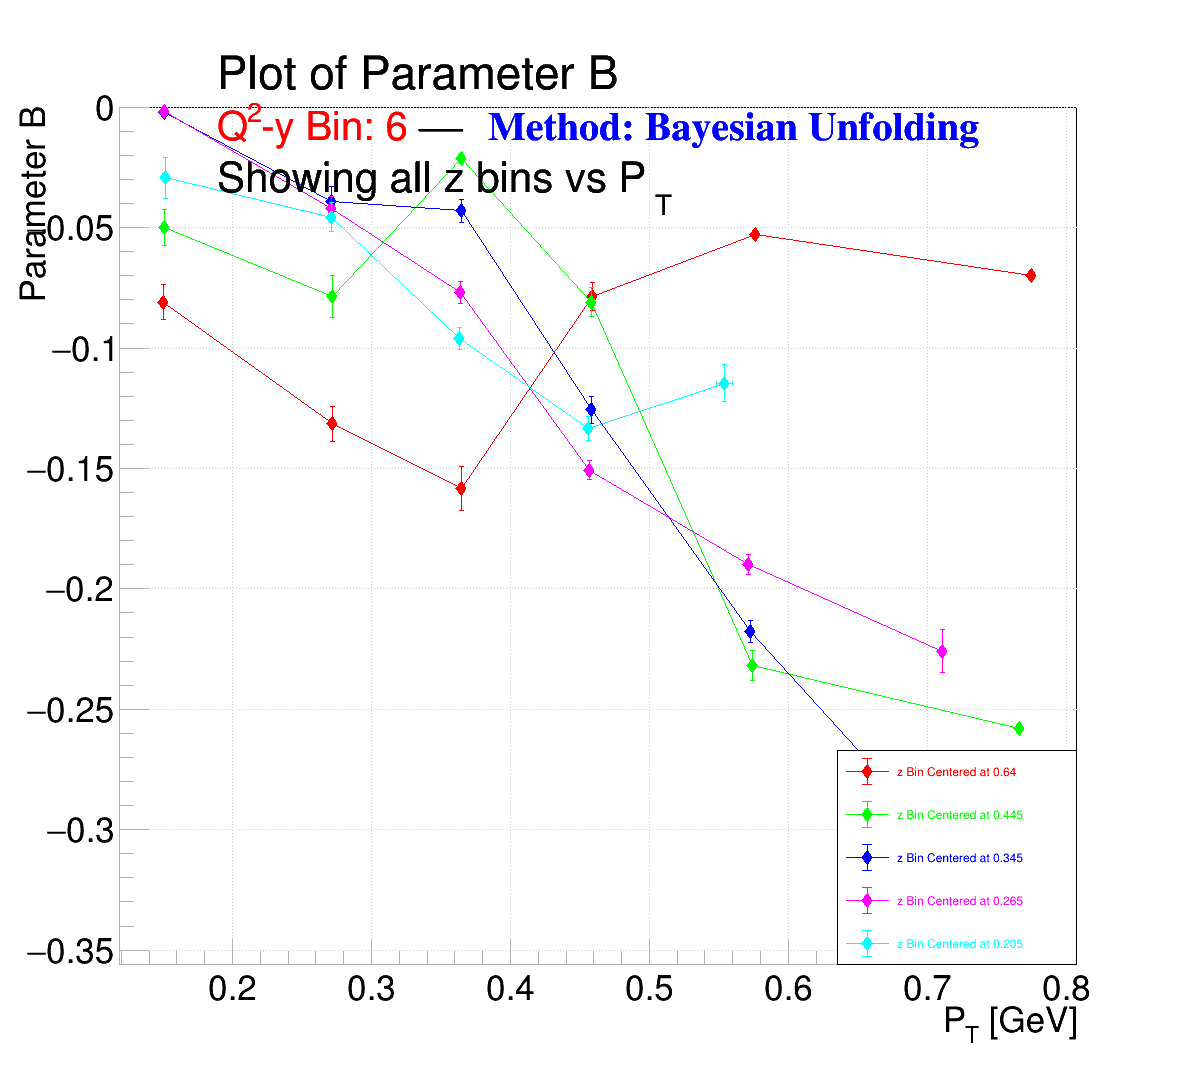 Plot of Parameter B
Q²-y Bin: 6 — Method: Bayesian Unfolding
Showing all z bins vs P T
Parameter B
0
0.05
−0.1
−0.15
−0.2
−0.25
−0.3
−0.35
z Bin Centered at 0.64
z Bin Centered at 0.445
z Bin Centered at 0.345
z Bin Centered at 0.265
z Bin Centered at 0.205
0.2 0.3 0.4 0.5 0.6 0.7 0.8
P_T [GeV]